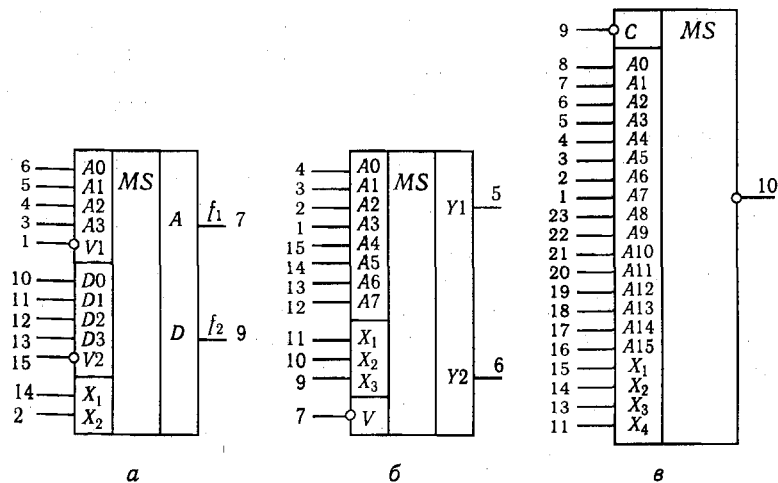 6 A0 MS
5 A1
4 A2 A f₁ 7
3 A3
1 V1
10 D0
11 D1
12 D2
13 D3 D f₂ 9
15 V2
14 X₁
2 X₂
а
4 A0 MS
3 A1
2 A2 Y1 5
1 A3
15 A4
14 A5
13 A6
12 A7
11 X₁
10 X₂
9 X₃ Y2 6
7 V
б
9 C MS
8 A0
7 A1
6 A2
5 A3
4 A4
3 A5
2 A6
1 A7 10
23 A8
22 A9
21 A10
20 A11
19 A12
18 A13
17 A14
16 A15
15 X₁
14 X₂
13 X₃
11 X₄
в